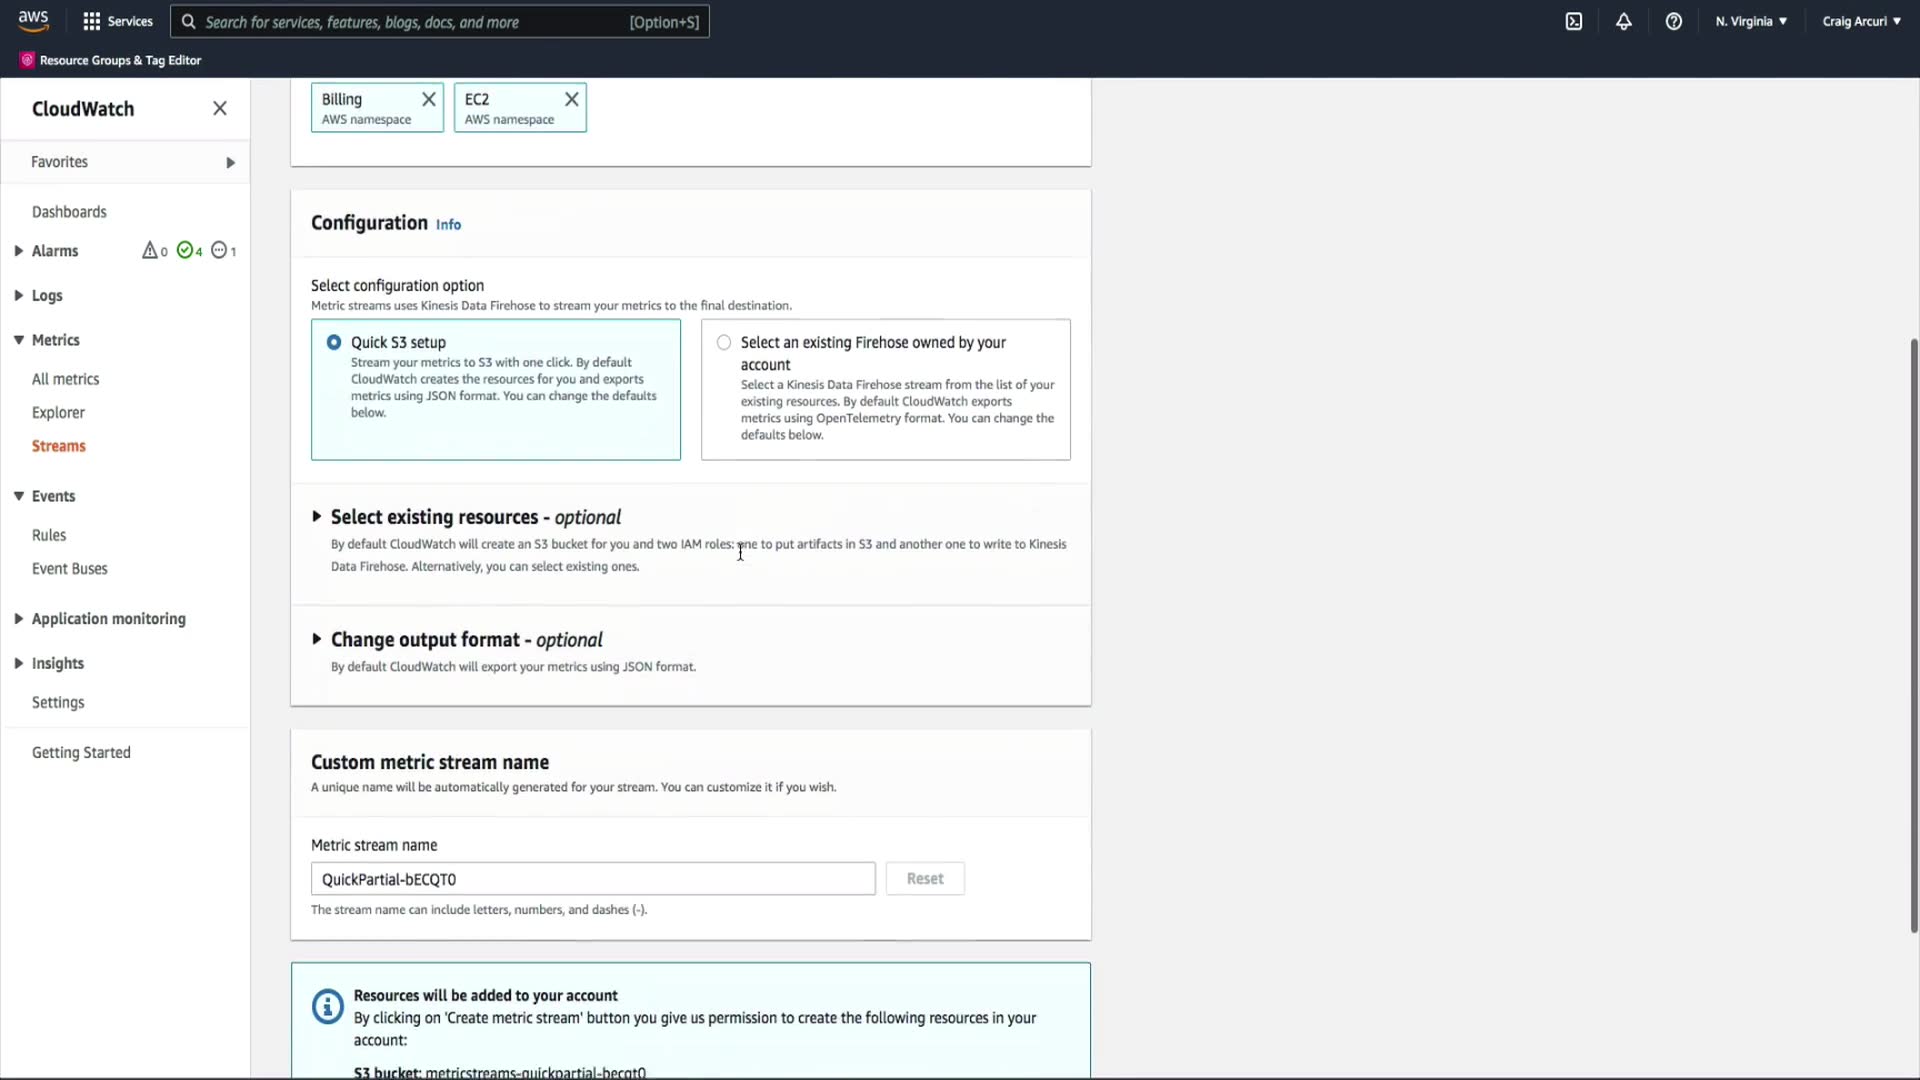 aws
Services
Search for services, features, blogs, docs, and more
[Option+S]
N. Virginia
Craig Arcuri
Resource Groups & Tag Editor
CloudWatch
Favorites
Dashboards
Alarms
0
4
1
Logs
Metrics
All metrics
Explorer
Streams
Events
Rules
Event Buses
Application monitoring
Insights
Settings
Getting Started
Billing
AWS namespace
EC2
AWS namespace
Configuration Info
Select configuration option
Metric streams uses Kinesis Data Firehose to stream your metrics to the final destination.
Quick S3 setup
Stream your metrics to S3 with one click. By default
CloudWatch creates the resources for you and exports
metrics using JSON format. You can change the defaults
below.
Select an existing Firehose owned by your
account
Select a Kinesis Data Firehose stream from the list of your
existing resources. By default CloudWatch exports
metrics using OpenTelemetry format. You can change the
defaults below.
Select existing resources - optional
By default CloudWatch will create an S3 bucket for you and two IAM roles: one to put artifacts in S3 and another one to write to Kinesis
Data Firehose. Alternatively, you can select existing ones.
Change output format - optional
By default CloudWatch will export your metrics using JSON format.
Custom metric stream name
A unique name will be automatically generated for your stream. You can customize it if you wish.
Metric stream name
QuickPartial-bECQT0
Reset
The stream name can include letters, numbers, and dashes (-).
Resources will be added to your account
By clicking on 'Create metric stream' button you give us permission to create the following resources in your
account:
S3 bucket: metricstreams-quickpartial-becqt0